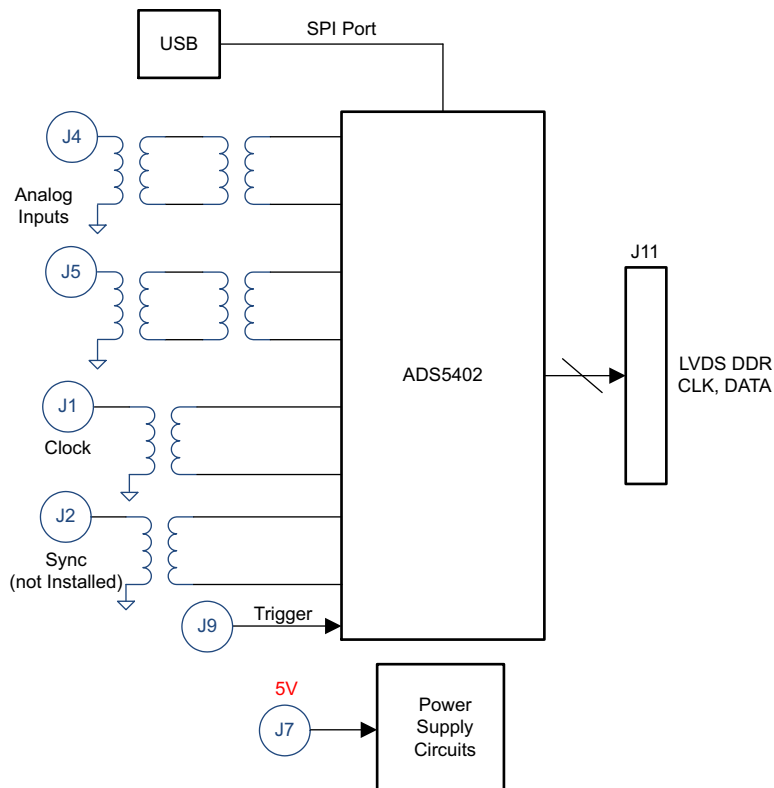 USB
SPI Port
J4
Analog
Inputs
J5
J11
ADS5402
LVDS DDR
CLK, DATA
J1
Clock
J2
Sync
(not Installed)
J9
Trigger
5V
J7
Power
Supply
Circuits